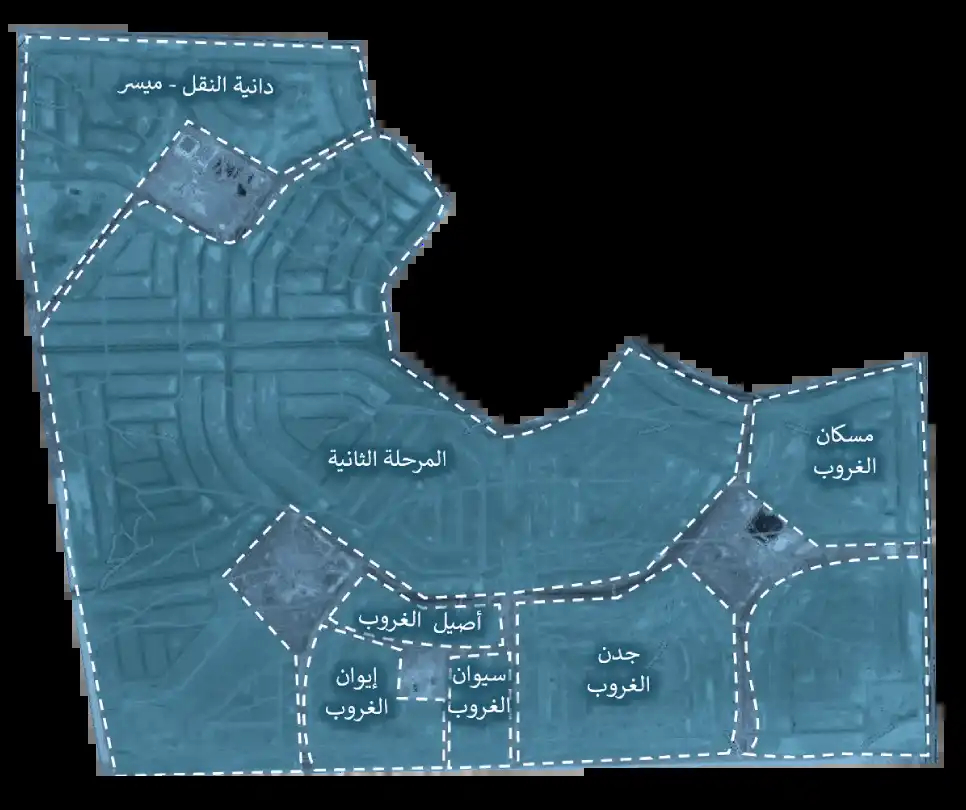 دانية النقل - ميسر
مسكان
الغروب
المرحلة الثانية
أصيل الغروب
جدن
الغروب
سيوان
الغروب
إيوان
الغروب